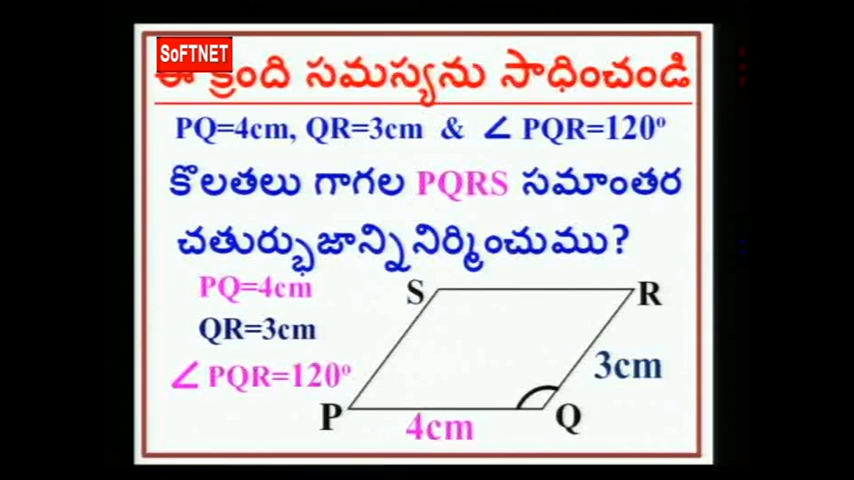 SoFTNET
ఈ క్రింది సమస్యను సాధించండి
PQ=4cm, QR=3cm & ∠ PQR=120°
కొలతలు గాగల PQRS సమాంతర
చతుర్భుజాన్ని నిర్మించుము?
PQ=4cm
QR=3cm
∠ PQR=120°
S
R
3cm
P
4cm
Q